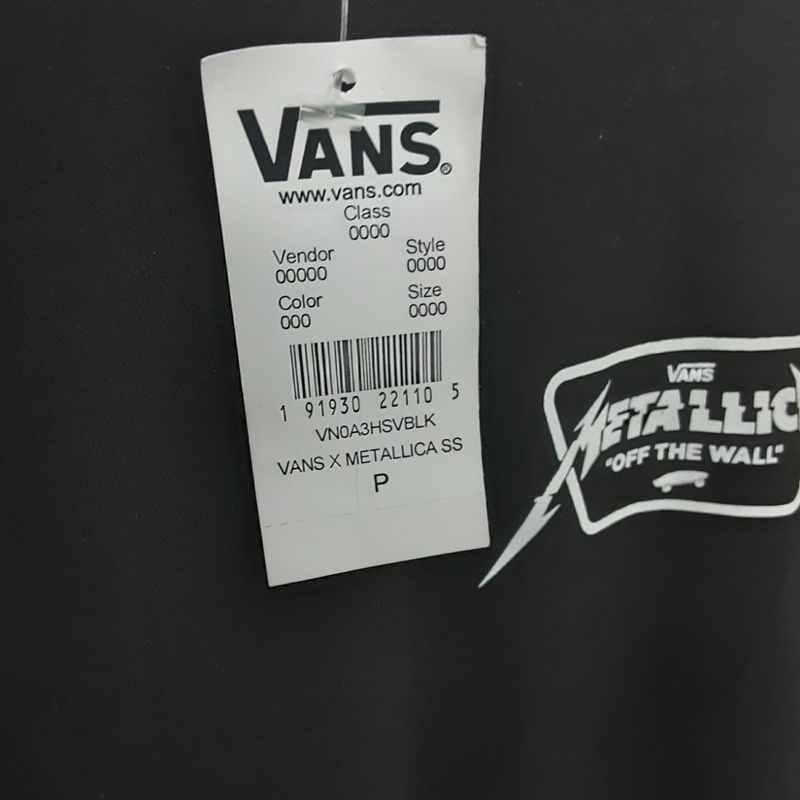 VANS®
www.vans.com
Class
0000
Vendor
00000
Style
0000
Color
000
Size
0000
1 91930 22110 5
VN0A3HSVBLK
VANS X METALLICA SS
P
VANS
METALLIC
"OFF THE WALL"